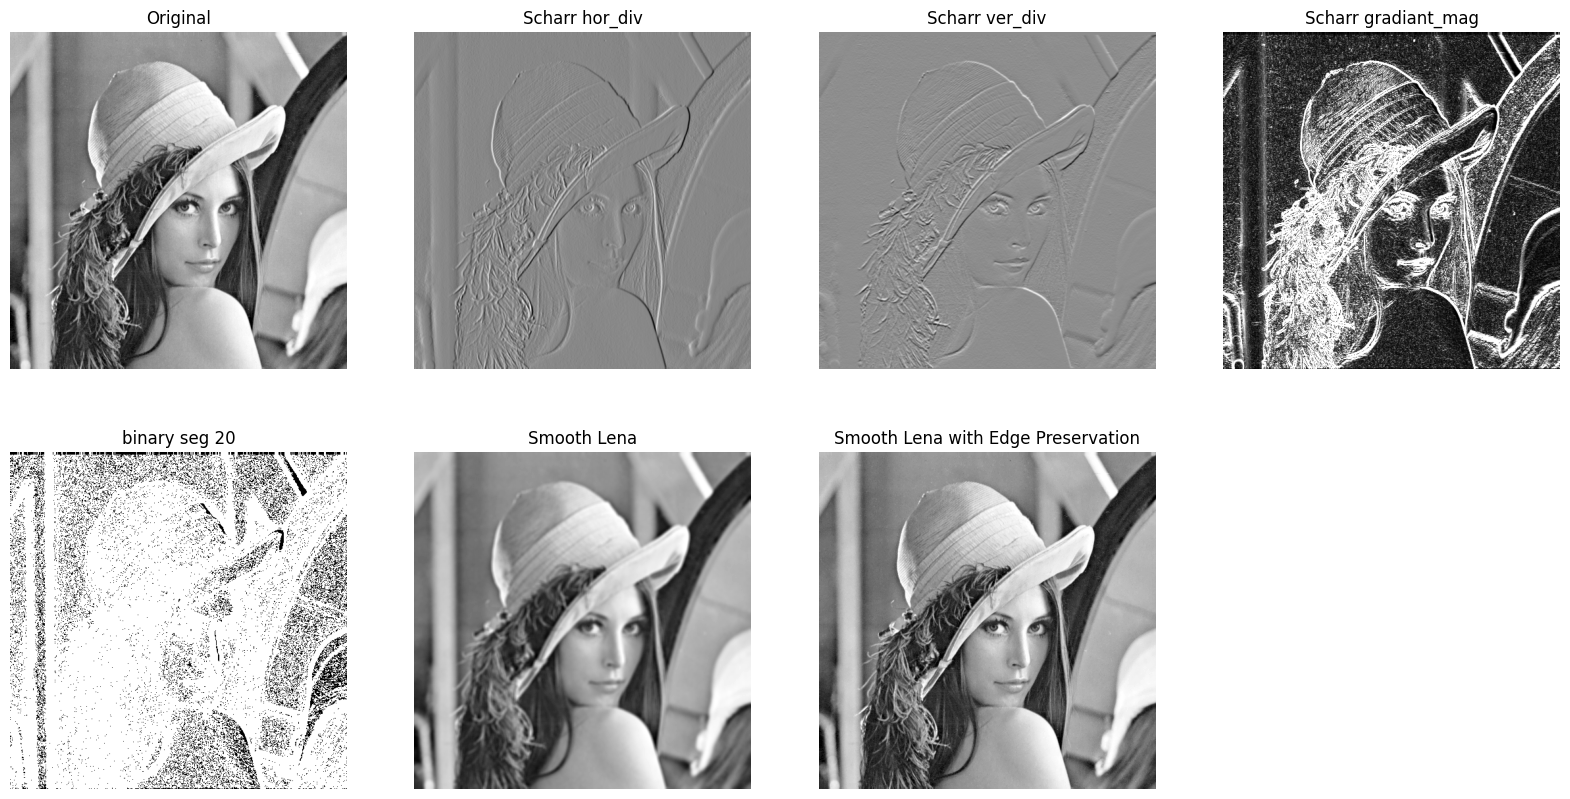 Original
Scharr hor_div
Scharr ver_div
Scharr gradiant_mag
binary seg 20
Smooth Lena
Smooth Lena with Edge Preservation